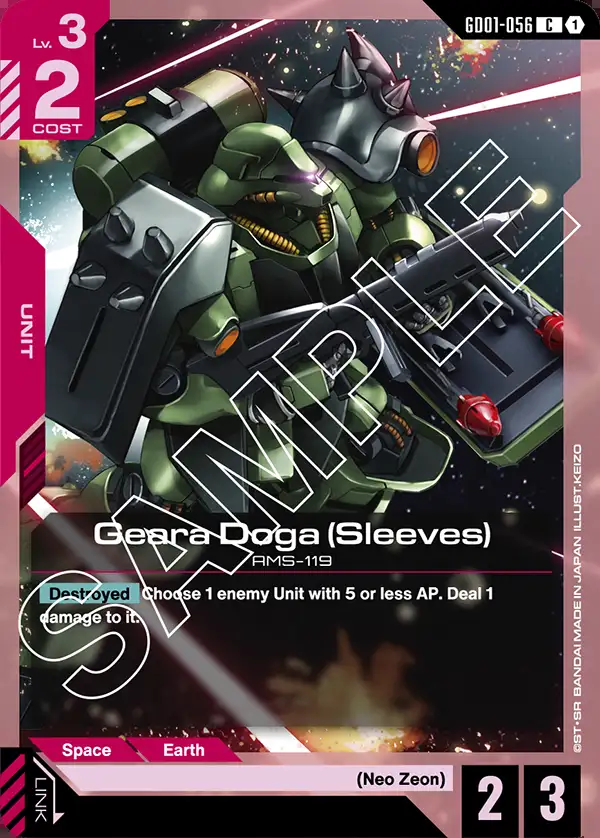 Lv. 3
2
COST
GD01-056 C 1
UNIT
SAMPLE
Geara Doga (Sleeves)
AMS-119
Destroyed Choose 1 enemy Unit with 5 or less AP. Deal 1
damage to it.
©ST・SR BANDAI MADE IN JAPAN ILLUST.KEIZO
Space Earth
LINK
(Neo Zeon)
2 3